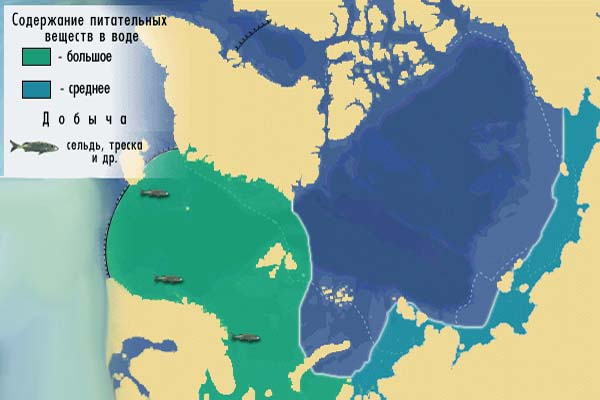 Содержание питательных
веществ в воде
- большое
- среднее
Добыча
сельдь, треска
и др.